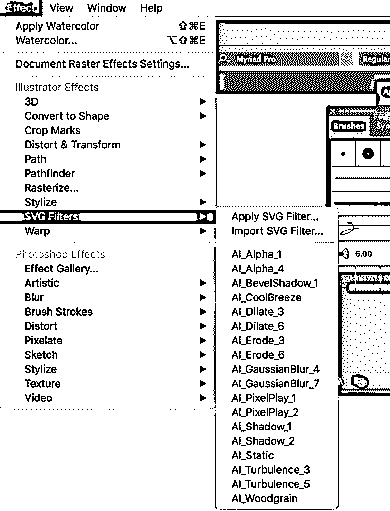 Effect View Window Help
Apply Watercolor ⇧⌘E
Watercolor... ⌥⇧⌘E
Document Raster Effects Settings...
Illustrator Effects
3D
Convert to Shape
Crop Marks
Distort & Transform
Path
Pathfinder
Rasterize...
Stylize
SVG Filters
Warp
Photoshop Effects
Effect Gallery...
Artistic
Blur
Brush Strokes
Distort
Pixelate
Sketch
Stylize
Texture
Video
Apply SVG Filter...
Import SVG Filter...
AI_Alpha_1
AI_Alpha_4
AI_BevelShadow_1
AI_CoolBreeze
AI_Dilate_3
AI_Dilate_6
AI_Erode_3
AI_Erode_6
AI_GaussianBlur_4
AI_GaussianBlur_7
AI_PixelPlay_1
AI_PixelPlay_2
AI_Shadow_1
AI_Shadow_2
AI_Static
AI_Turbulence_3
AI_Turbulence_5
AI_Woodgrain
Myriad Pro Regular
Brushes
6.00